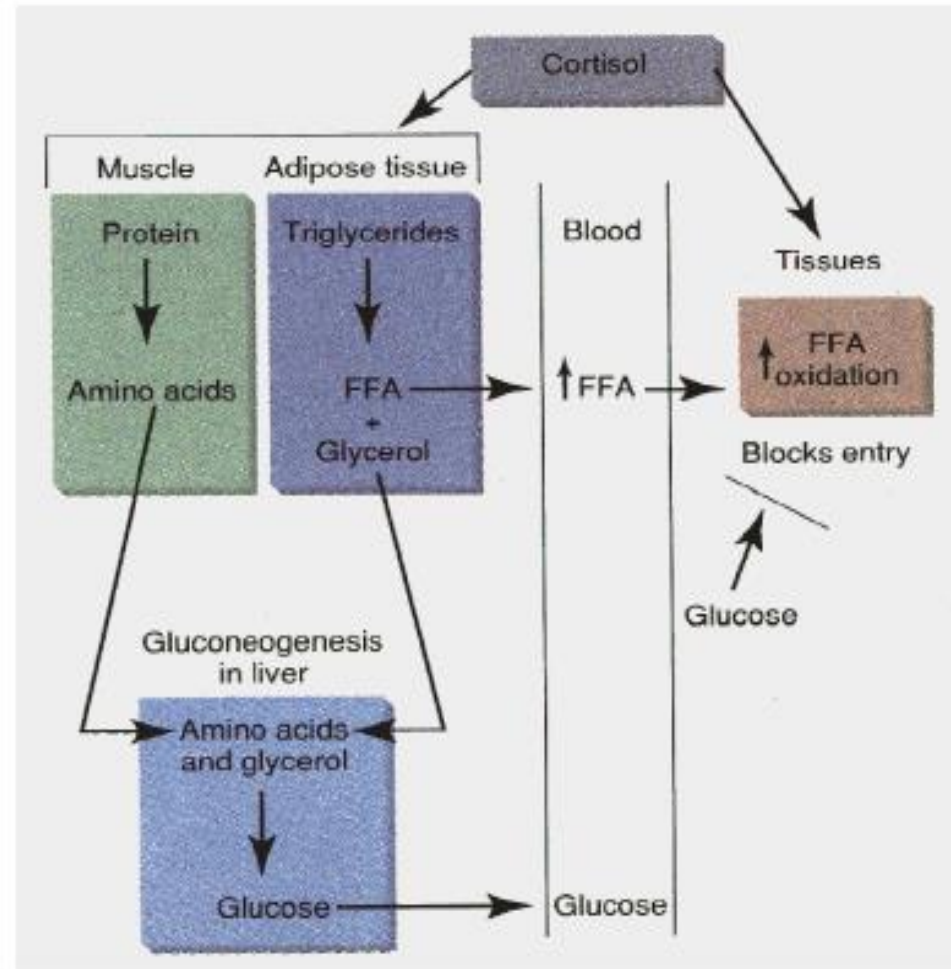 Cortisol
Muscle
Adipose tissue
Protein
Triglycerides
Blood
Tissues
Amino acids
FFA
+
Glycerol
↑ FFA
↑ FFA
oxidation
Blocks entry
Glucose
Gluconeogenesis
in liver
Amino acids
and glycerol
Glucose
Glucose